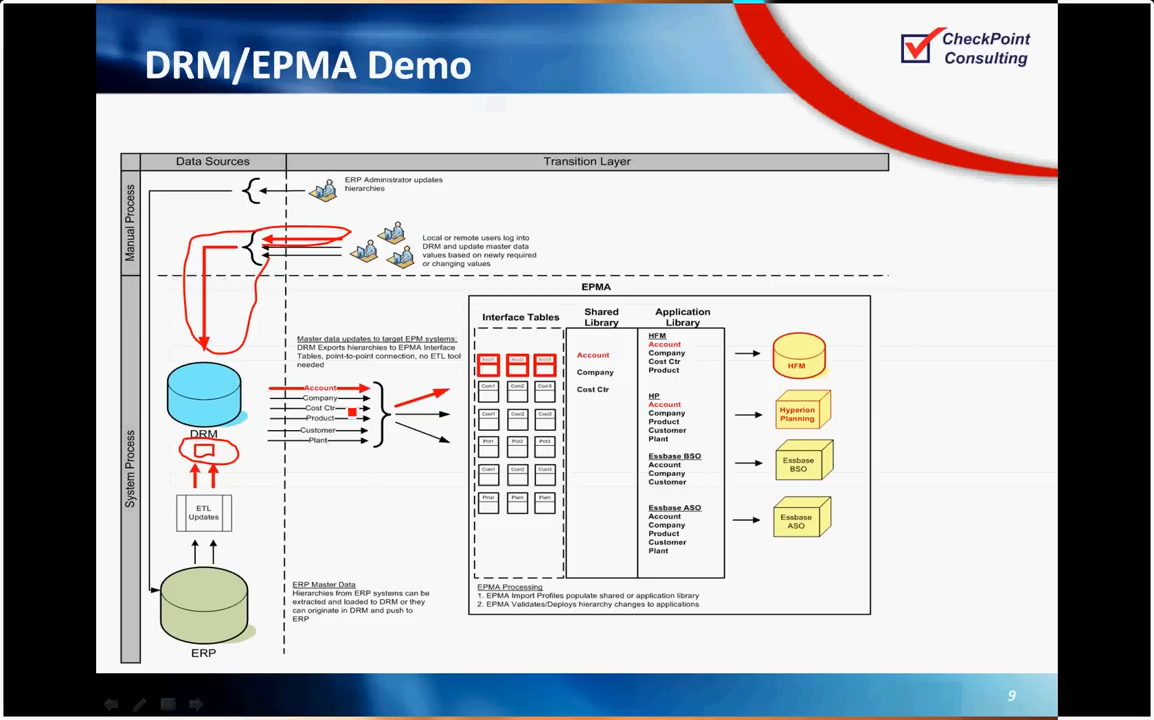 DRM/EPMA Demo
CheckPoint
Consulting
Data Sources
Transition Layer
Manual Process
ERP Administrator updates
hierarchies
Local or remote users log into
DRM and update master data
values based on newly required
or changing values
System Process
EPMA
Interface Tables
Shared
Library
Application
Library
Master data updates to target EPM systems:
DRM Exports hierarchies to EPMA Interface
Tables, point-to-point connection, no ETL tool
needed
DRM
Account
Company
Cost Ctr
Product
Customer
Plant
Com1 Com2 Com3
Cost1 Cost2 Cost3
Account
Company
Cost Ctr
HFM
Account
Company
Cost Ctr
Product
HP
Account
Company
Product
Customer
Plant
Essbase BSO
Account
Company
Customer
Essbase ASO
Account
Company
Product
Customer
Plant
HFM
Hyperion
Planning
Essbase
BSO
Essbase
ASO
ETL
Updates
ERP
ERP Master Data
Hierarchies from ERP systems can be
extracted and loaded to DRM or they
can originate in DRM and push to
ERP
EPMA Processing
1. EPMA Import Profiles populate shared or application library
2. EPMA Validates/Deploys hierarchy changes to applications
9